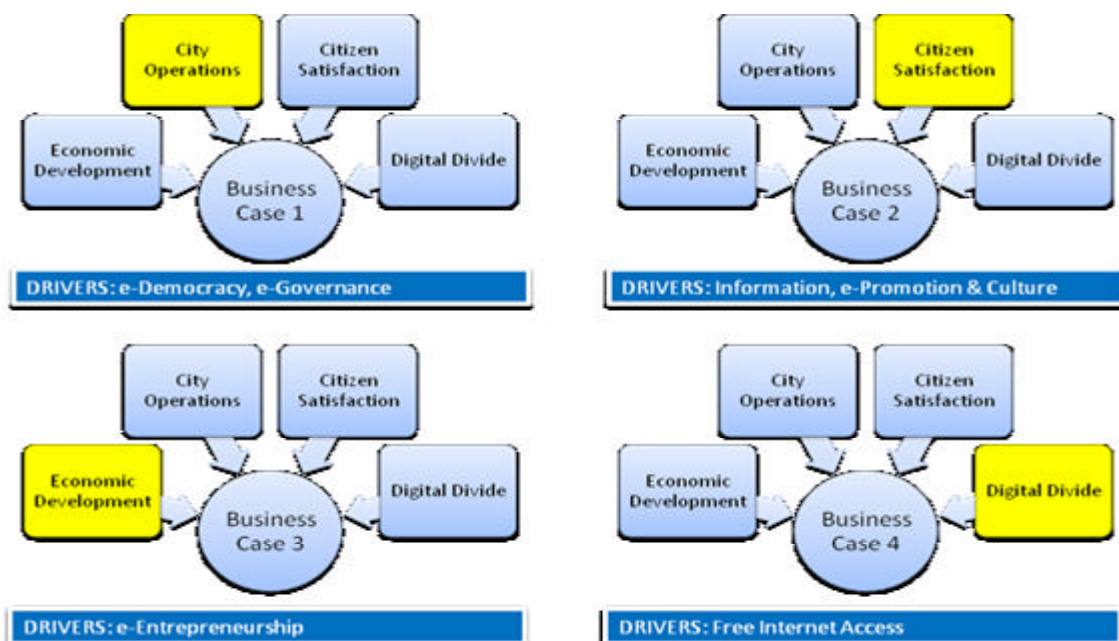 City
Operations
Citizen
Satisfaction
Economic
Development
Digital Divide
Business
Case 1
DRIVERS: e-Democracy, e-Governance
City
Operations
Citizen
Satisfaction
Economic
Development
Digital Divide
Business
Case 2
DRIVERS: Information, e-Promotion & Culture
City
Operations
Citizen
Satisfaction
Economic
Development
Digital Divide
Business
Case 3
DRIVERS: e-Entrepreneurship
City
Operations
Citizen
Satisfaction
Economic
Development
Digital Divide
Business
Case 4
DRIVERS: Free Internet Access